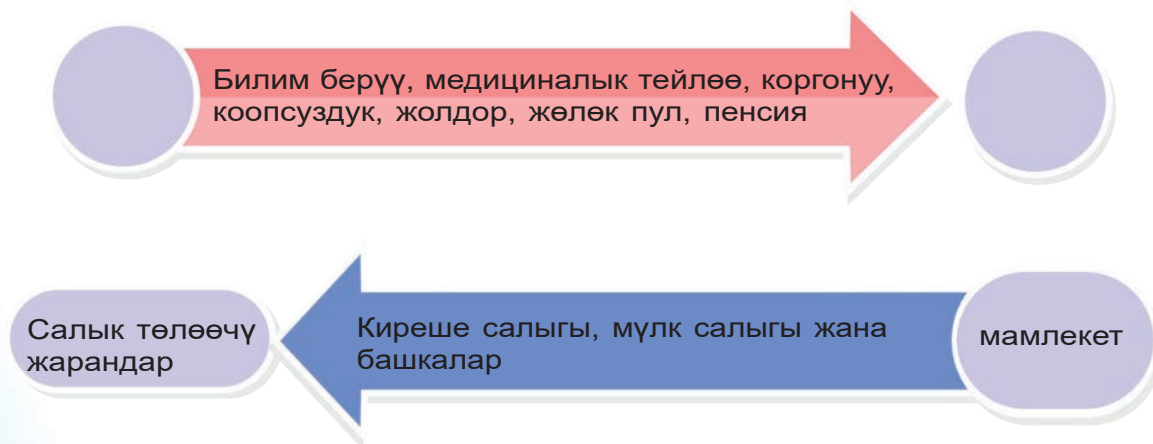 Билим берүү, медициналык тейлөө, коргонуу,
коопсуздук, жолдор, жөлөк пул, пенсия
Салык төлөөчү
жарандар
Киреше салыгы, мүлк салыгы жана
башкалар
мамлекет